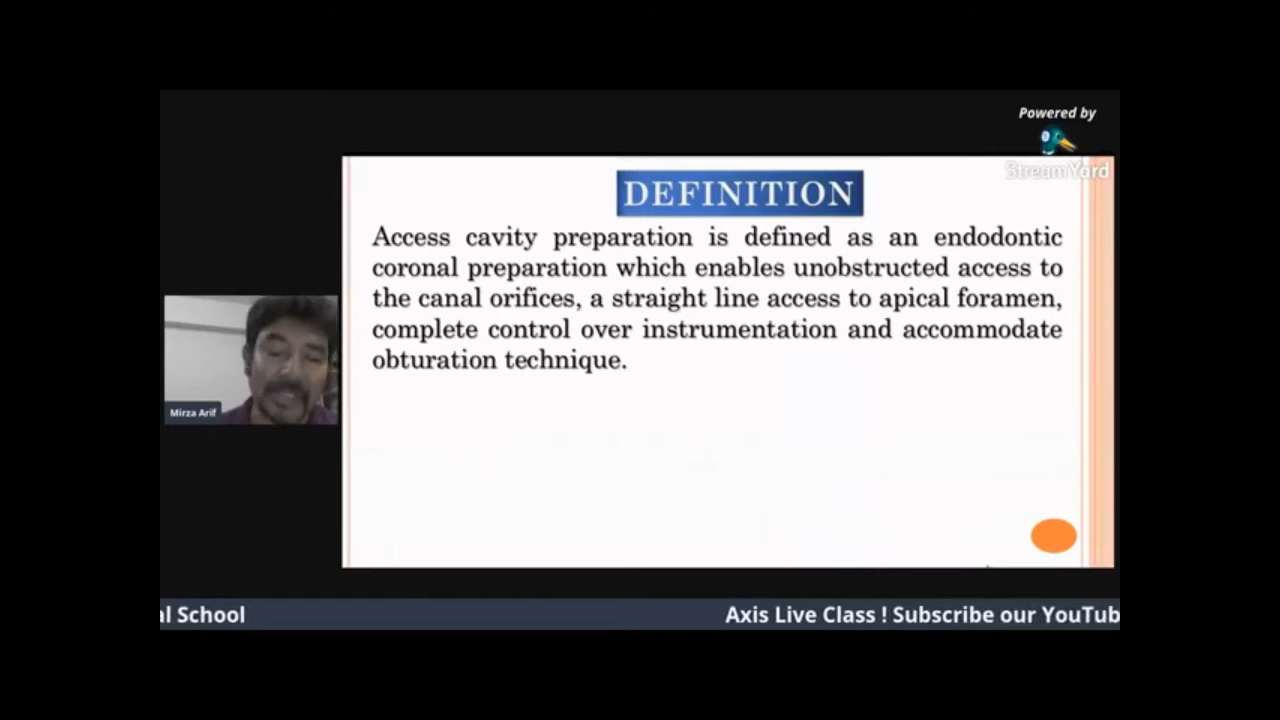 Powered by
StreamYard
DEFINITION
Access cavity preparation is defined as an endodontic
coronal preparation which enables unobstructed access to
the canal orifices, a straight line access to apical foramen,
complete control over instrumentation and accommodate
obturation technique.
Mirza Arif
al School
Axis Live Class ! Subscribe our YouTub